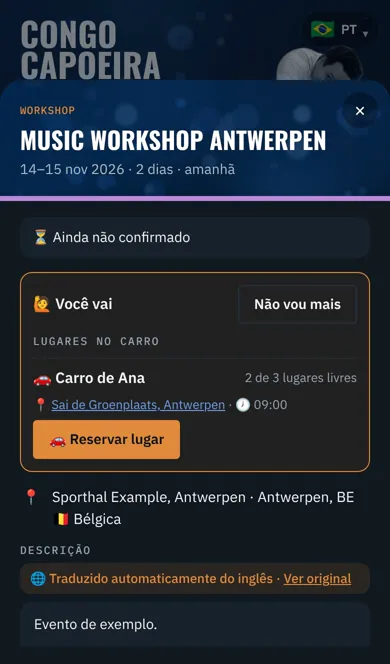 CONGO
CAPOEIRA
🇧🇷 PT ▾
WORKSHOP
MUSIC WORKSHOP ANTWERPEN
14–15 nov 2026 · 2 dias · amanhã
✕
⏳ Ainda não confirmado
🙋 Você vai
Não vou mais
LUGARES NO CARRO
🚗 Carro de Ana
2 de 3 lugares livres
📍 Sai de Groenplaats, Antwerpen · 🕗 09:00
🚗 Reservar lugar
📍 Sporthal Example, Antwerpen · Antwerpen, BE
🇧🇪 Bélgica
DESCRIÇÃO
🌐 Traduzido automaticamente do inglês · Ver original
Evento de exemplo.